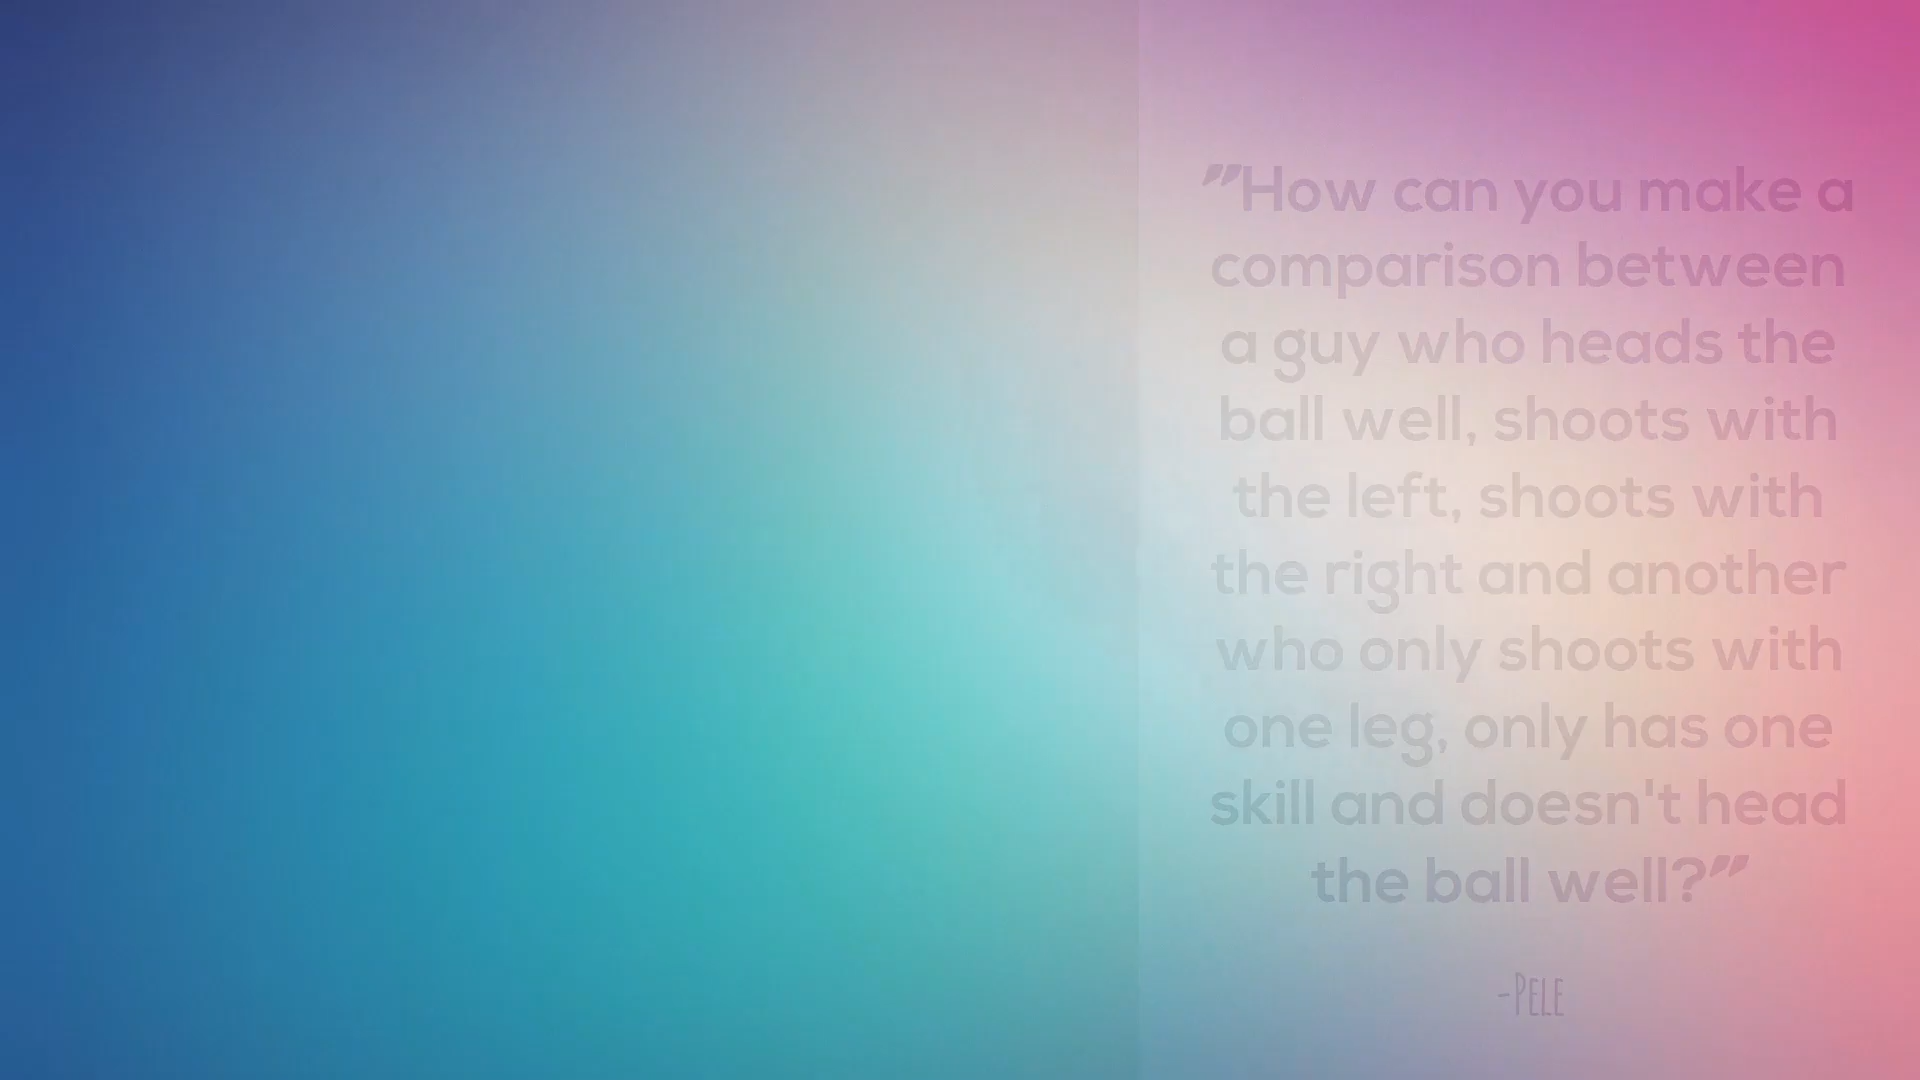 "How can you make a
comparison between
a guy who heads the
ball well, shoots with
the left, shoots with
the right and another
who only shoots with
one leg, only has one
skill and doesn't head
the ball well?"
-PELE